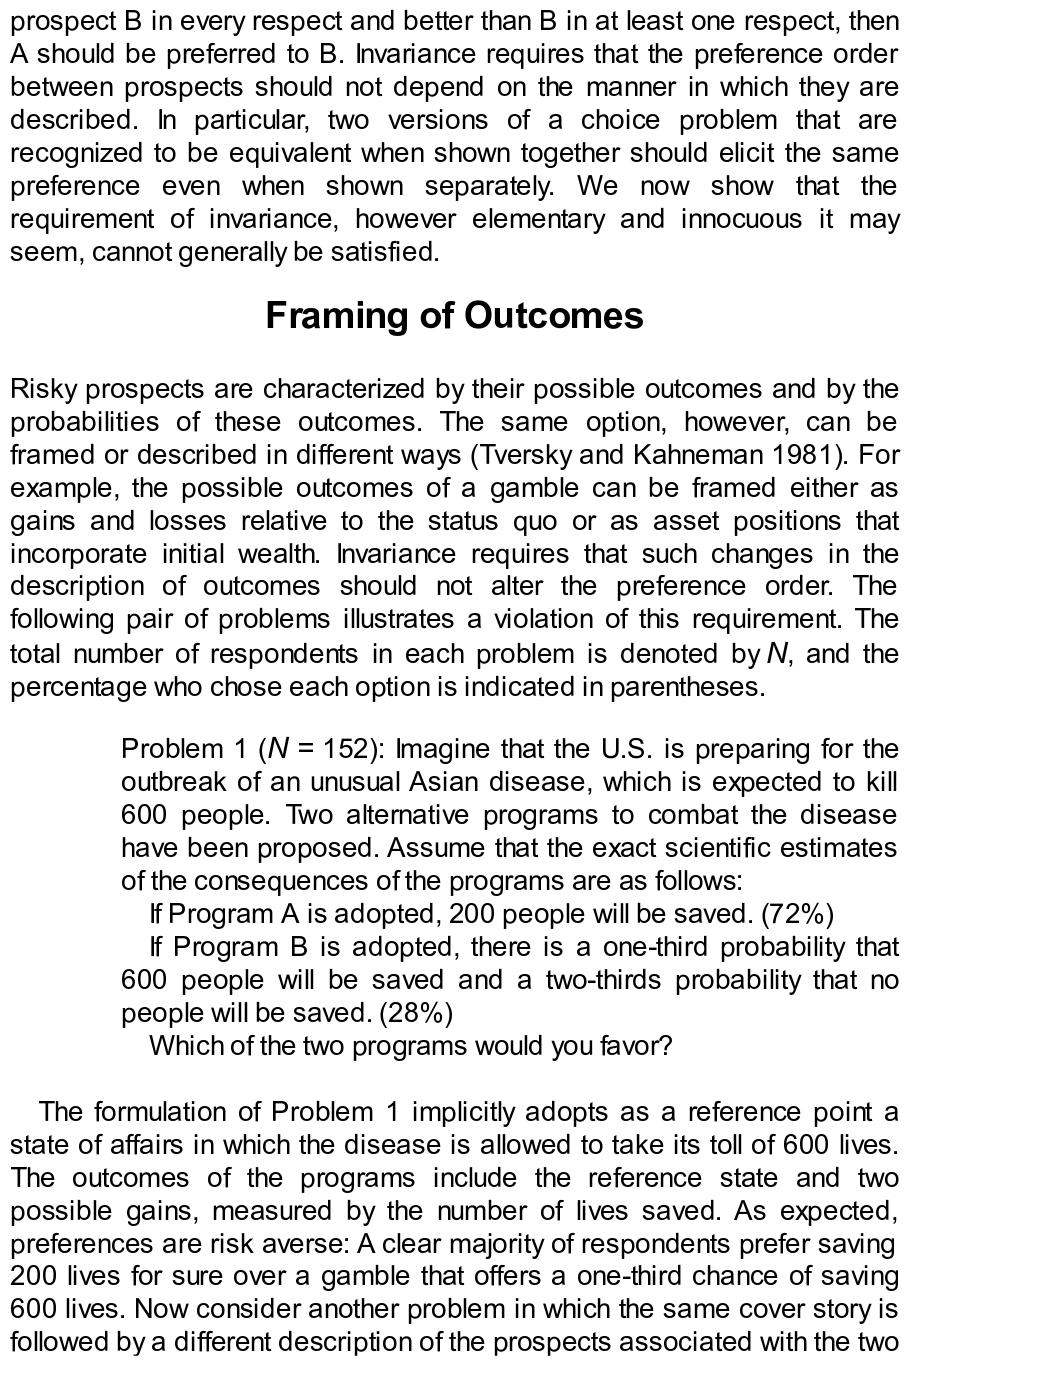 prospect B in every respect and better than B in at least one respect, then
A should be preferred to B. Invariance requires that the preference order
between prospects should not depend on the manner in which they are
described. In particular, two versions of a choice problem that are
recognized to be equivalent when shown together should elicit the same
preference even when shown separately. We now show that the
requirement of invariance, however elementary and innocuous it may
seem, cannot generally be satisfied.
Framing of Outcomes
Risky prospects are characterized by their possible outcomes and by the
probabilities of these outcomes. The same option, however, can be
framed or described in different ways (Tversky and Kahneman 1981). For
example, the possible outcomes of a gamble can be framed either as
gains and losses relative to the status quo or as asset positions that
incorporate initial wealth. Invariance requires that such changes in the
description of outcomes should not alter the preference order. The
following pair of problems illustrates a violation of this requirement. The
total number of respondents in each problem is denoted by N, and the
percentage who chose each option is indicated in parentheses.
Problem 1 (N = 152): Imagine that the U.S. is preparing for the
outbreak of an unusual Asian disease, which is expected to kill
600 people. Two alternative programs to combat the disease
have been proposed. Assume that the exact scientific estimates
of the consequences of the programs are as follows:
If Program A is adopted, 200 people will be saved. (72%)
If Program B is adopted, there is a one-third probability that
600 people will be saved and a two-thirds probability that no
people will be saved. (28%)
Which of the two programs would you favor?
The formulation of Problem 1 implicitly adopts as a reference point a
state of affairs in which the disease is allowed to take its toll of 600 lives.
The outcomes of the programs include the reference state and two
possible gains, measured by the number of lives saved. As expected,
preferences are risk averse: A clear majority of respondents prefer saving
200 lives for sure over a gamble that offers a one-third chance of saving
600 lives. Now consider another problem in which the same cover story is
followed by a different description of the prospects associated with the two